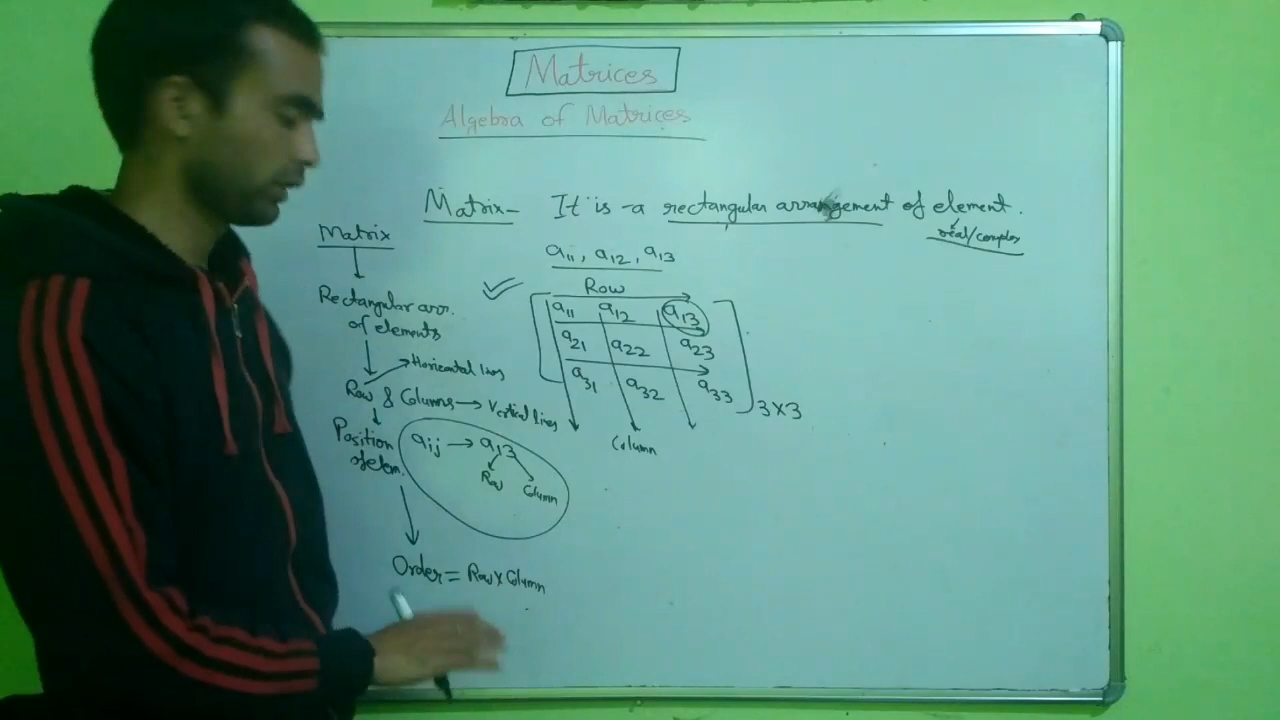 Matrices
Algebra of Matrices
Matrix- It is a rectangular arrangement of element.
real/complex
a11, a12, a13
Row
a11 a12 a13
a21 a22 a23
a31 a32 a33
3x3
Column
Matrix
Rectangular arr.
of elements
Horizontal lines
Row & Columns → Vertical lines
Position
of elem.
aij → a13
Row Column
Order = Row x Column